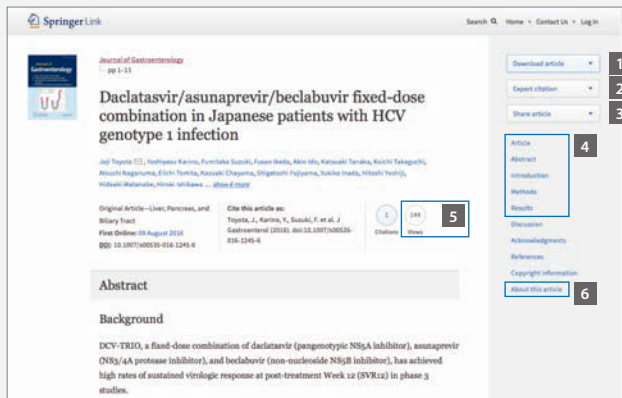 Springer Link
Search Home • Contact Us • Log in
Journal of
Gastroenterology
Journal of Gastroenterology
pp 1–13
Daclatasvir/asunaprevir/beclabuvir fixed-dose
combination in Japanese patients with HCV
genotype 1 infection
Joji Toyota, Yoshiyasu Karino, Fumitaka Suzuki, Fusao Ikeda, Akio Ido, Katsuaki Tanaka, Koichi Takaguchi,
Atsushi Naganuma, Eiichi Tomita, Kazuaki Chayama, Shigetoshi Fujiyama, Yukiko Inada, Hitoshi Yoshiji,
Hideaki Watanabe, Hiroki Ishikawa ... show 6 more
Original Article—Liver, Pancreas, and
Biliary Tract
First Online: 09 August 2016
DOI: 10.1007/s00535-016-1245-6
Cite this article as:
Toyota, J., Karino, Y., Suzuki, F. et al. J
Gastroenterol (2016). doi:10.1007/s00535-
016-1245-6
1
Citations
144
Views
5
Abstract
Background
DCV-TRIO, a fixed-dose combination of daclatasvir (pangenotypic NS5A inhibitor), asunaprevir
(NS3/4A protease inhibitor), and beclabuvir (non-nucleoside NS5B inhibitor), has achieved
high rates of sustained virologic response at post-treatment Week 12 (SVR12) in phase 3
studies.
Download article
1
Export citation
2
Share article
3
Article
4
Abstract
Introduction
Methods
Results
Discussion
Acknowledgments
References
Copyright information
About this article
6